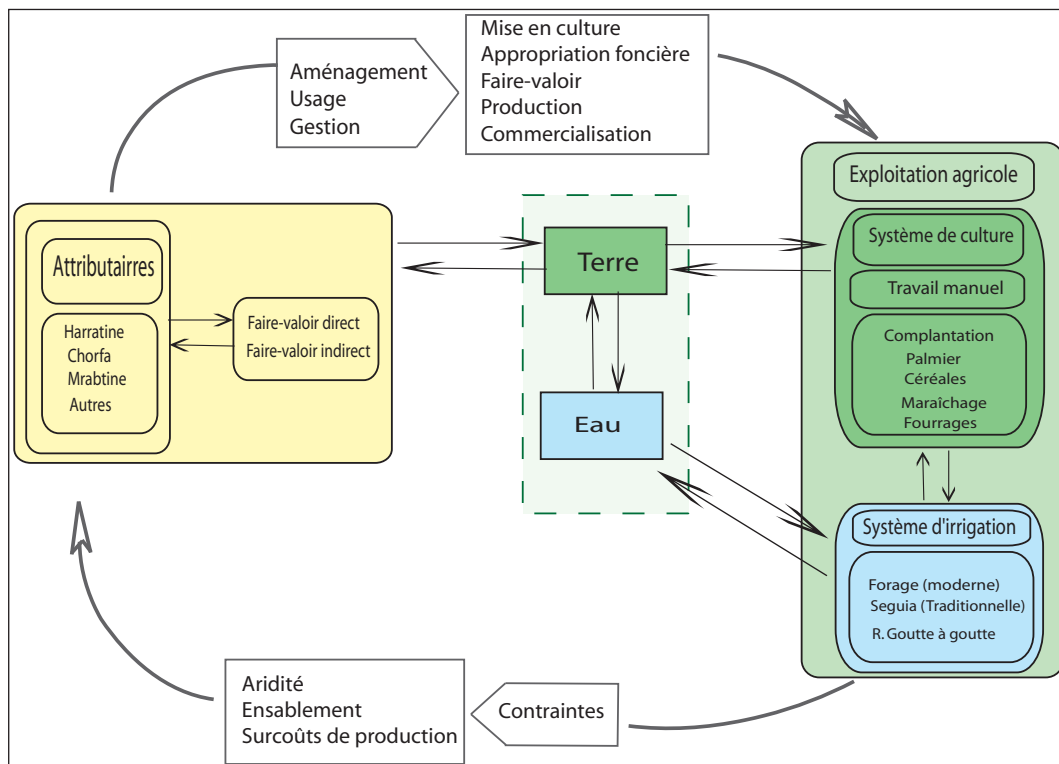 Aménagement
Usage
Gestion
Mise en culture
Appropriation foncière
Faire-valoir
Production
Commercialisation
Attributairres
Harratine
Chorfa
Mrabtine
Autres
Faire-valoir direct
Faire-valoir indirect
Terre
Eau
Exploitation agricole
Système de culture
Travail manuel
Complantation
Palmier
Céréales
Maraîchage
Fourrages
Système d'irrigation
Forage (moderne)
Seguia (Traditionnelle)
R. Goutte à goutte
Contraintes
Aridité
Ensablement
Surcoûts de production